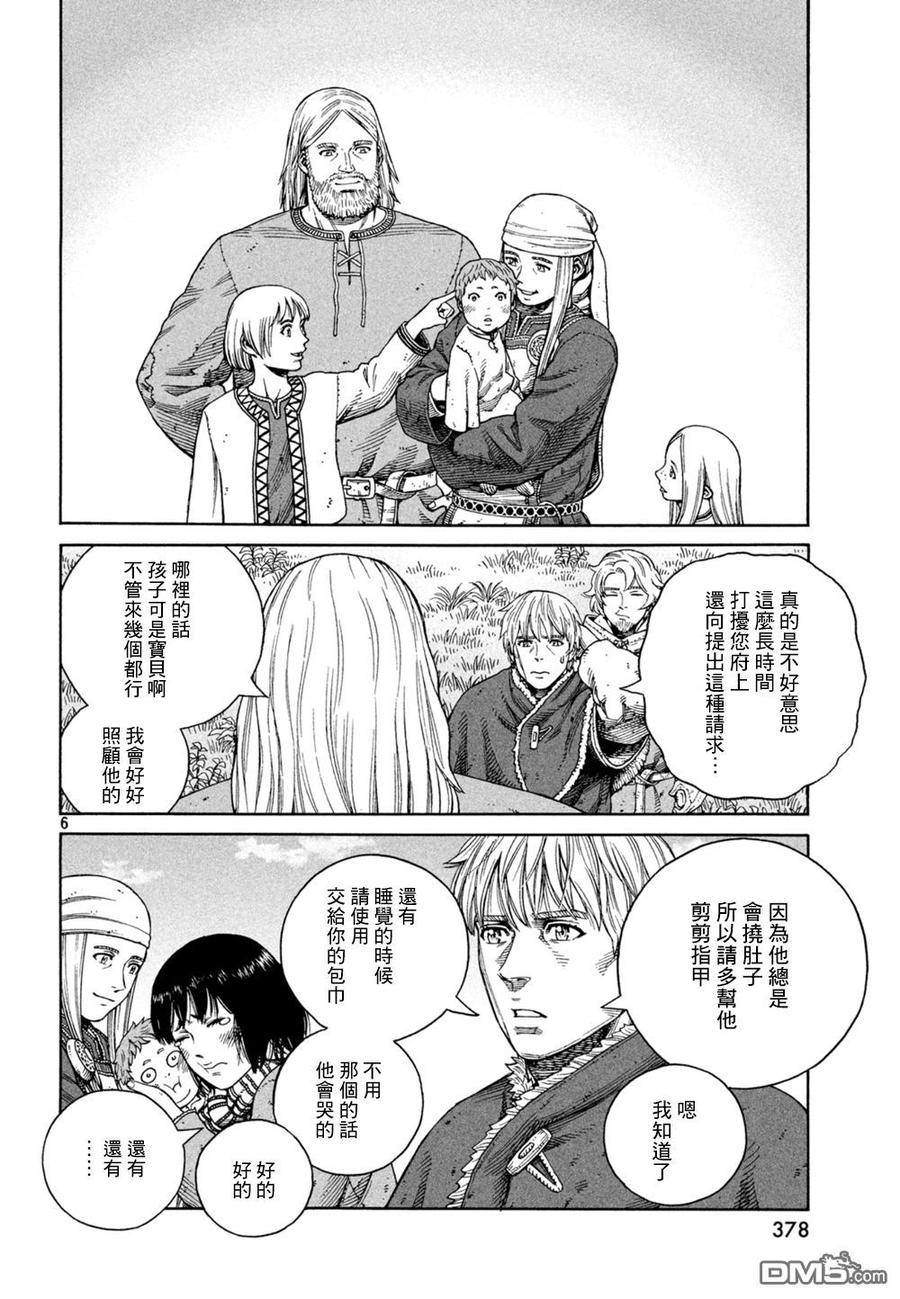 真的是不好意思
這麼長時間
打擾您府上
還向提出這種請求…
哪裡的話
孩子可是寶貝啊
不管來幾個都行
我會好好
照顧他的
6
因為他總是
會撓肚子
所以請多幫他
剪剪指甲
嗯
我知道了
還有
睡覺的時候
請使用
交給你的包巾
不用
那個的話
他會哭的
好的
好的
還有
還有
……
378
DM5.com